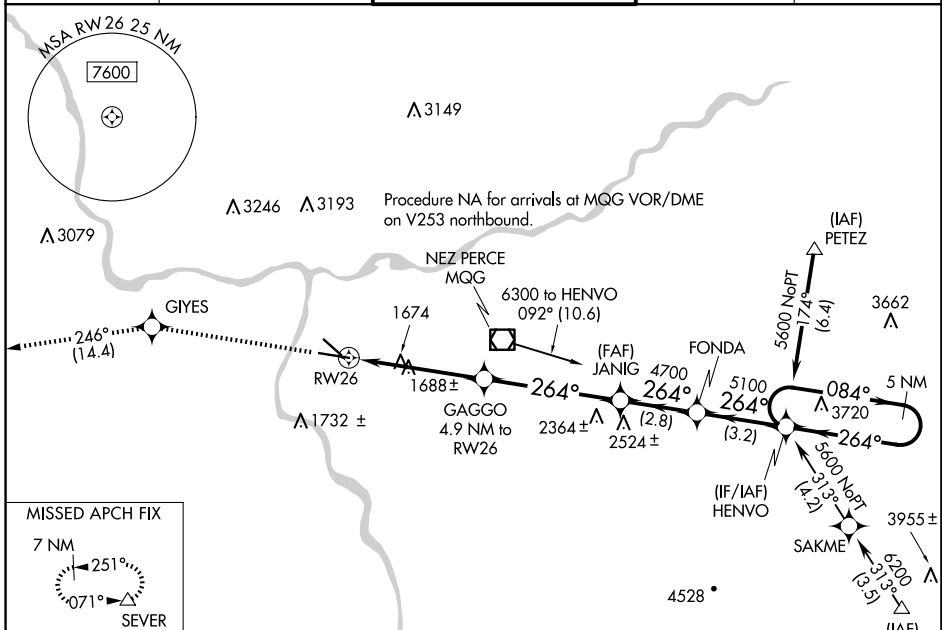 MSA RW 26 25 NM
7600
3149
3246
3193
3079
Procedure NA for arrivals at MQG VOR/DME
on V253 northbound.
(IAF)
PETEZ
NEZ PERCE
MQG
6300 to HENVO
092° (10.6)
5600 NoPT
174°
(6.4)
3662
GIYES
246°
(14.4)
1674
RW26
1688 ±
(FAF)
JANIG
FONDA
4700
5100
264°
264°
(2.8)
264°
(3.2)
084°
5 NM
3720
264°
GAGGO
4.9 NM to
RW26
2364 ±
2524 ±
1732 ±
(IF/IAF)
HENVO
5600 NoPT
313°
(4.2)
3955 ±
SAKME
6200
313°
(3.5)
4528
(IAF)
MISSED APCH FIX
7 NM
251°
071°
SEVER